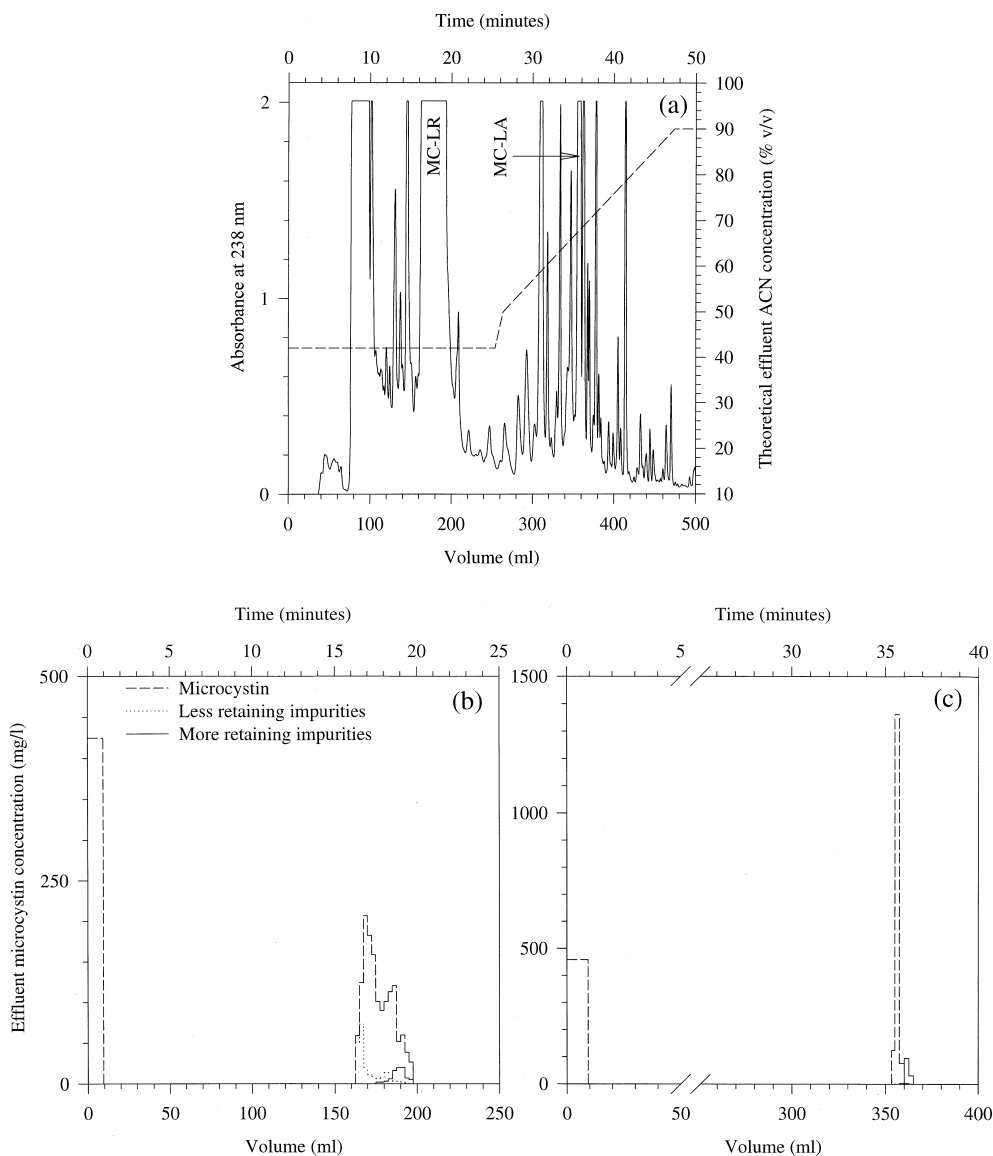 Time (minutes)
0 10 20 30 40 50
2 1 0
Absorbance at 238 nm
MC-LR
MC-LA
(a)
100 90 80 70 60 50 40 30 20 10
Theoretical effluent ACN concentration (% v/v)
0 100 200 300 400 500
Volume (ml)
Time (minutes)
0 5 10 15 20 25
500 250 0
Effluent microcystin concentration (mg/l)
Microcystin
Less retaining impurities
More retaining impurities
(b)
0 50 100 150 200 250
Volume (ml)
Time (minutes)
0 5 30 35 40
1500 1000 500 0
(c)
0 50 300 350 400
Volume (ml)